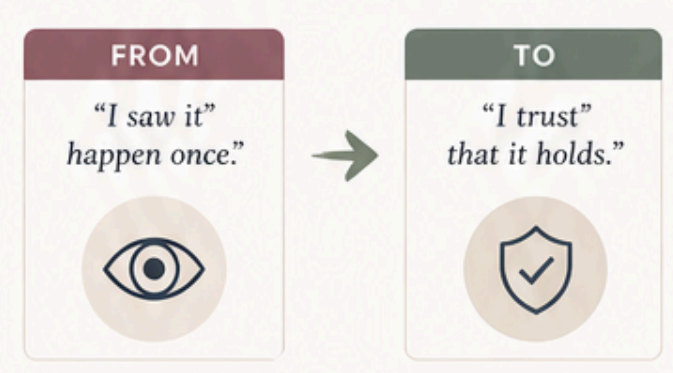 FROM
“I saw it”
happen once.”
TO
“I trust”
that it holds.”